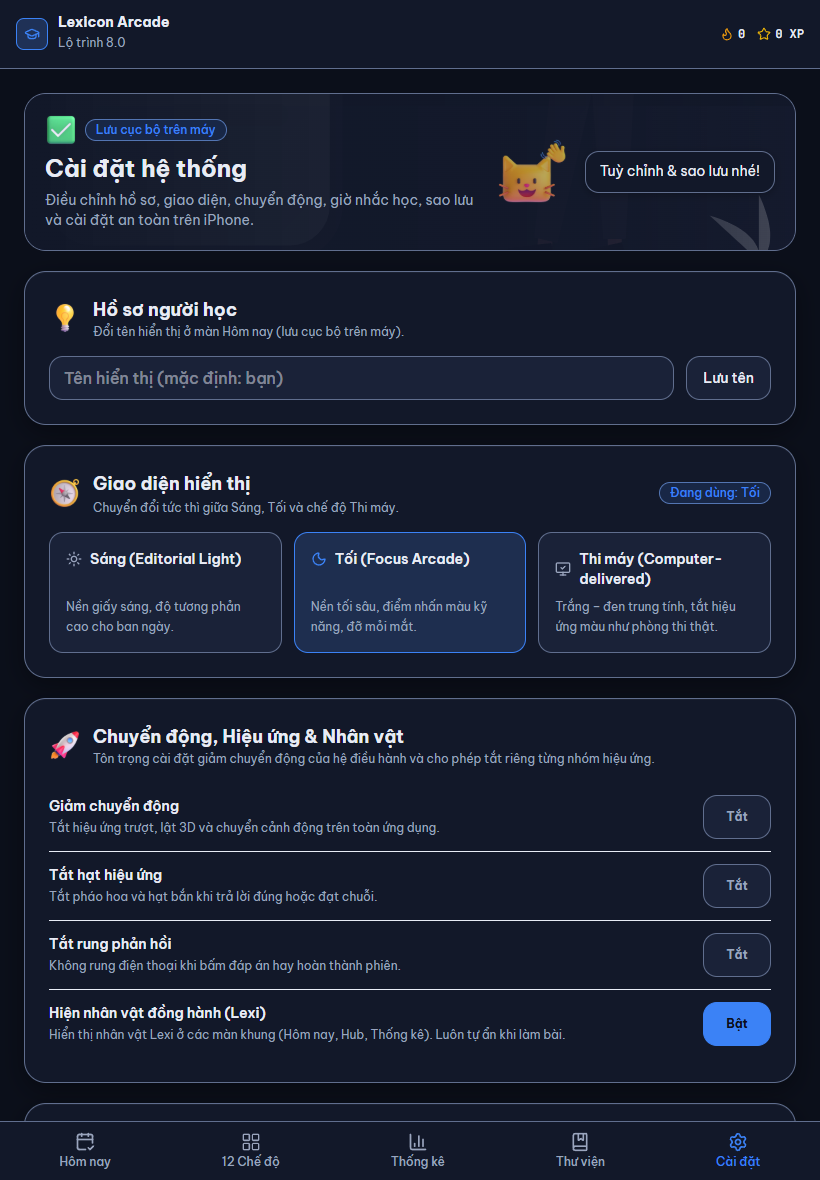 Lexicon Arcade
Lộ trình 8.0
0
0 XP
Lưu cục bộ trên máy
Cài đặt hệ thống
Điều chỉnh hồ sơ, giao diện, chuyển động, giờ nhắc học, sao lưu
và cài đặt an toàn trên iPhone.
Tuỳ chỉnh & sao lưu nhé!
Hồ sơ người học
Đổi tên hiển thị ở màn Hôm nay (lưu cục bộ trên máy).
Tên hiển thị (mặc định: bạn)
Lưu tên
Giao diện hiển thị
Chuyển đổi tức thì giữa Sáng, Tối và chế độ Thi máy.
Đang dùng: Tối
Sáng (Editorial Light)
Nền giấy sáng, độ tương phản
cao cho ban ngày.
Tối (Focus Arcade)
Nền tối sâu, điểm nhấn màu kỹ
năng, đỡ mỏi mắt.
Thi máy (Computer-
delivered)
Trắng – đen trung tính, tắt hiệu
ứng màu như phòng thi thật.
Chuyển động, Hiệu ứng & Nhân vật
Tôn trọng cài đặt giảm chuyển động của hệ điều hành và cho phép tắt riêng từng nhóm hiệu ứng.
Giảm chuyển động
Tắt hiệu ứng trượt, lật 3D và chuyển cảnh động trên toàn ứng dụng.
Tắt
Tắt hạt hiệu ứng
Tắt pháo hoa và hạt bắn khi trả lời đúng hoặc đạt chuỗi.
Tắt
Tắt rung phản hồi
Không rung điện thoại khi bấm đáp án hay hoàn thành phiên.
Tắt
Hiện nhân vật đồng hành (Lexi)
Hiển thị nhân vật Lexi ở các màn khung (Hôm nay, Hub, Thống kê). Luôn tự ẩn khi làm bài.
Bật
Hôm nay
12 Chế độ
Thống kê
Thư viện
Cài đặt